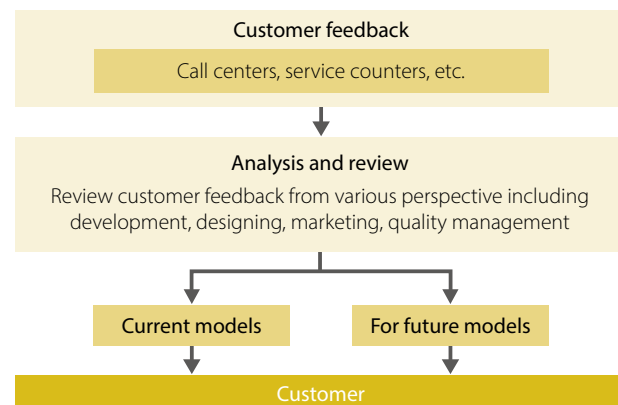 Customer feedback
Call centers, service counters, etc.
Analysis and review
Review customer feedback from various perspective including
development, designing, marketing, quality management
Current models
For future models
Customer